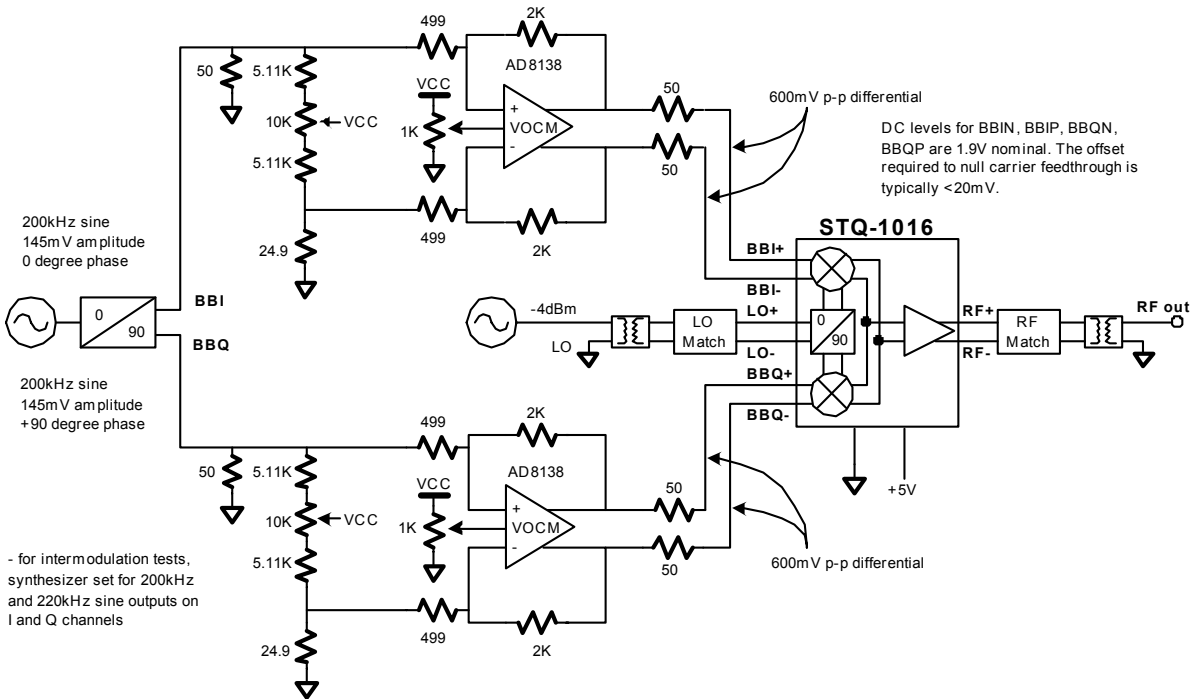 499
2K
AD8138
50
5.11K
VCC
10K
VCC
1K
+
VOCM
-
50
600mV p-p differential
5.11K
50
DC levels for BBIN, BBIP, BBQN,
BBQP are 1.9V nominal. The offset
required to null carrier feedthrough is
typically <20mV.
499
2K
24.9
200kHz sine
145mV amplitude
0 degree phase
STQ-1016
BBI+
BBI-
0
90
BBI
BBQ
-4dBm
LO
LO
Match
LO+
LO-
0
90
RF+
RF-
RF
Match
RF out
BBQ+
BBQ-
200kHz sine
145mV amplitude
+90 degree phase
499
2K
AD8138
50
5.11K
VCC
10K
VCC
1K
+
VOCM
-
50
+5V
5.11K
50
600mV p-p differential
- for intermodulation tests,
synthesizer set for 200kHz
and 220kHz sine outputs on
I and Q channels
499
2K
24.9